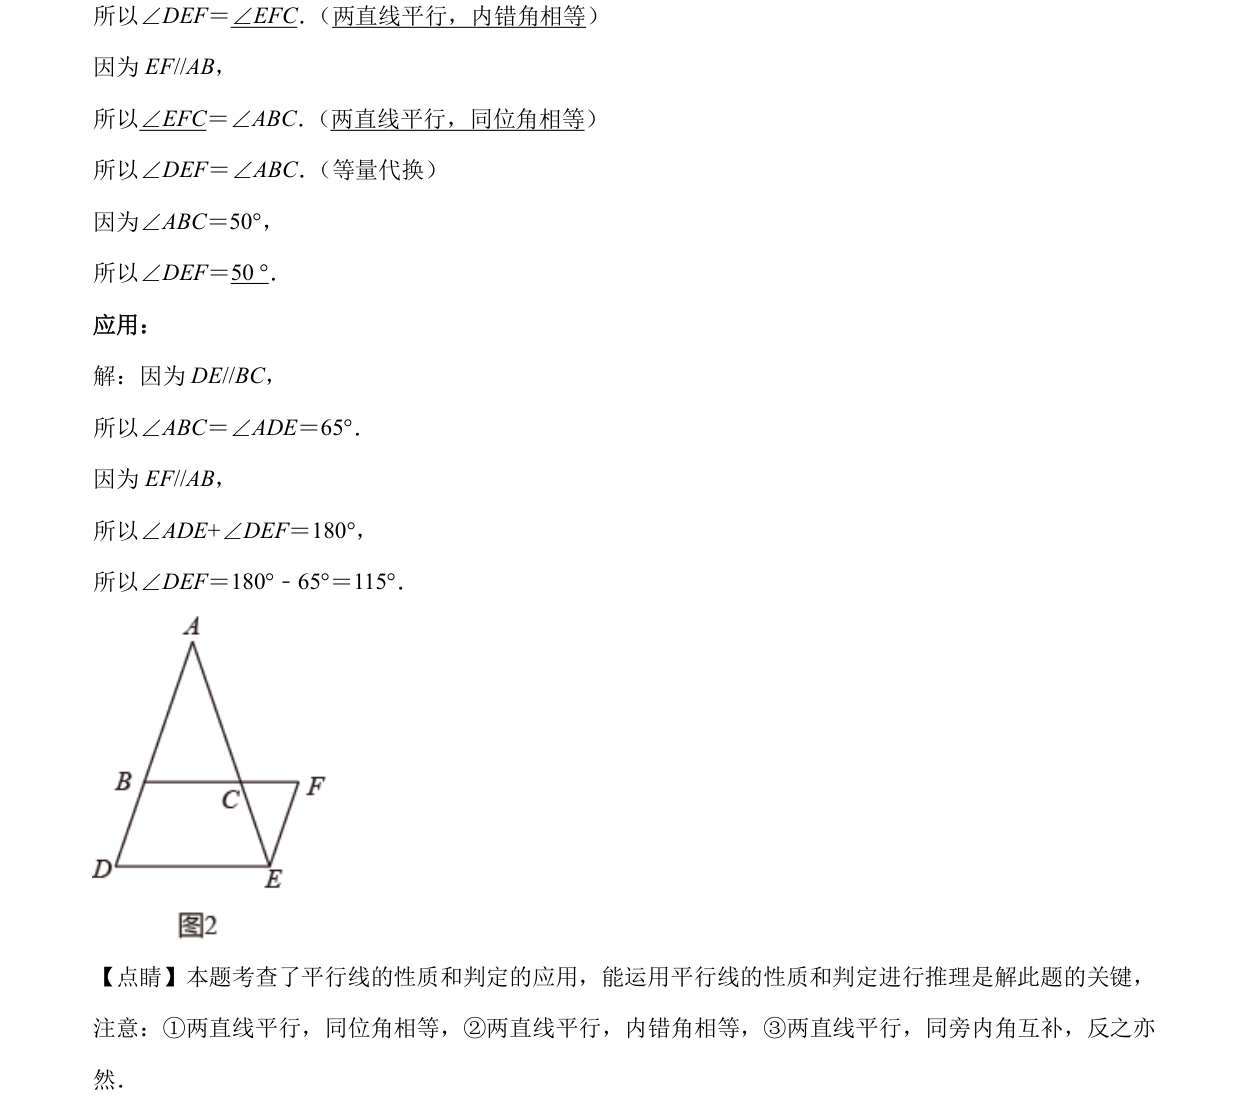 所以∠DEF＝∠EFC．（两直线平行，内错角相等）
因为 EF//AB，
所以∠EFC＝∠ABC．（两直线平行，同位角相等）
所以∠DEF＝∠ABC．（等量代换）
因为∠ABC＝50°，
所以∠DEF＝50 °．
应用：
解：因为 DE//BC，
所以∠ABC＝∠ADE＝65°．
因为 EF//AB，
所以∠ADE+∠DEF＝180°，
所以∠DEF＝180°﹣65°＝115°．
A
B
F
C
D
E
图2
【点睛】本题考查了平行线的性质和判定的应用，能运用平行线的性质和判定进行推理是解此题的关键，
注意：①两直线平行，同位角相等，②两直线平行，内错角相等，③两直线平行，同旁内角互补，反之亦
然．